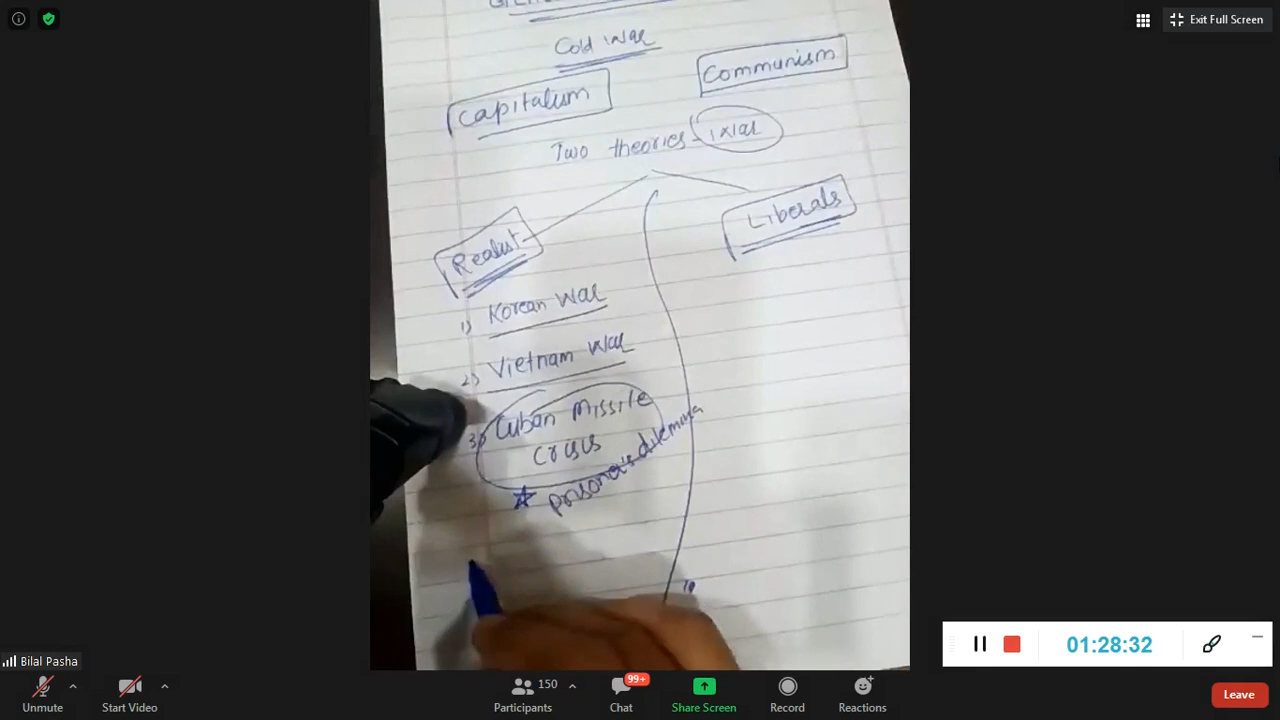 Exit Full Screen
Cold War
Capitalism
Communism
Two theories -
Realist
Liberals
1) Korean War
2) Vietnam War
3) Cuban Missile
Crisis
prisoner's dilemma
01:28:32
Bilal Pasha
Unmute
Start Video
150
Participants
99+
Chat
Share Screen
Record
Reactions
Leave